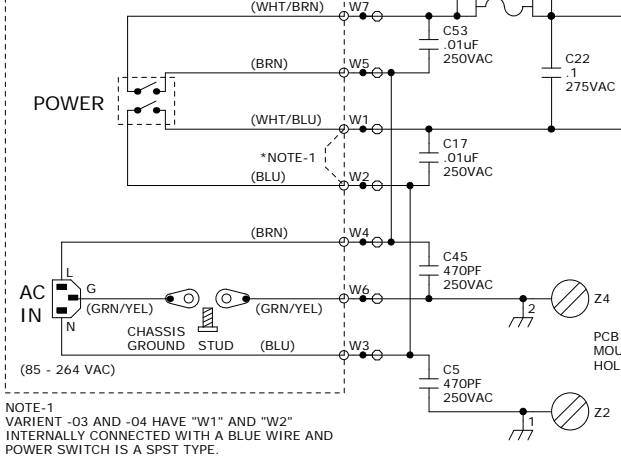 (WHT/BRN) W7
C53
.01uF
250VAC
(BRN) W5
C22
.1
275VAC
POWER
(WHT/BLU) W1
*NOTE-1
C17
.01uF
250VAC
(BLU) W2
(BRN) W4
C45
470PF
250VAC
L
AC
IN
G
(GRN/YEL)
(GRN/YEL)
W6
Z4
2
N
CHASSIS
GROUND STUD
(BLU) W3
PCB
MOU
HOL
(85 - 264 VAC)
C5
470PF
250VAC
Z2
1
NOTE-1
VARIENT -03 AND -04 HAVE "W1" AND "W2"
INTERNALLY CONNECTED WITH A BLUE WIRE AND
POWER SWITCH IS A SPST TYPE.